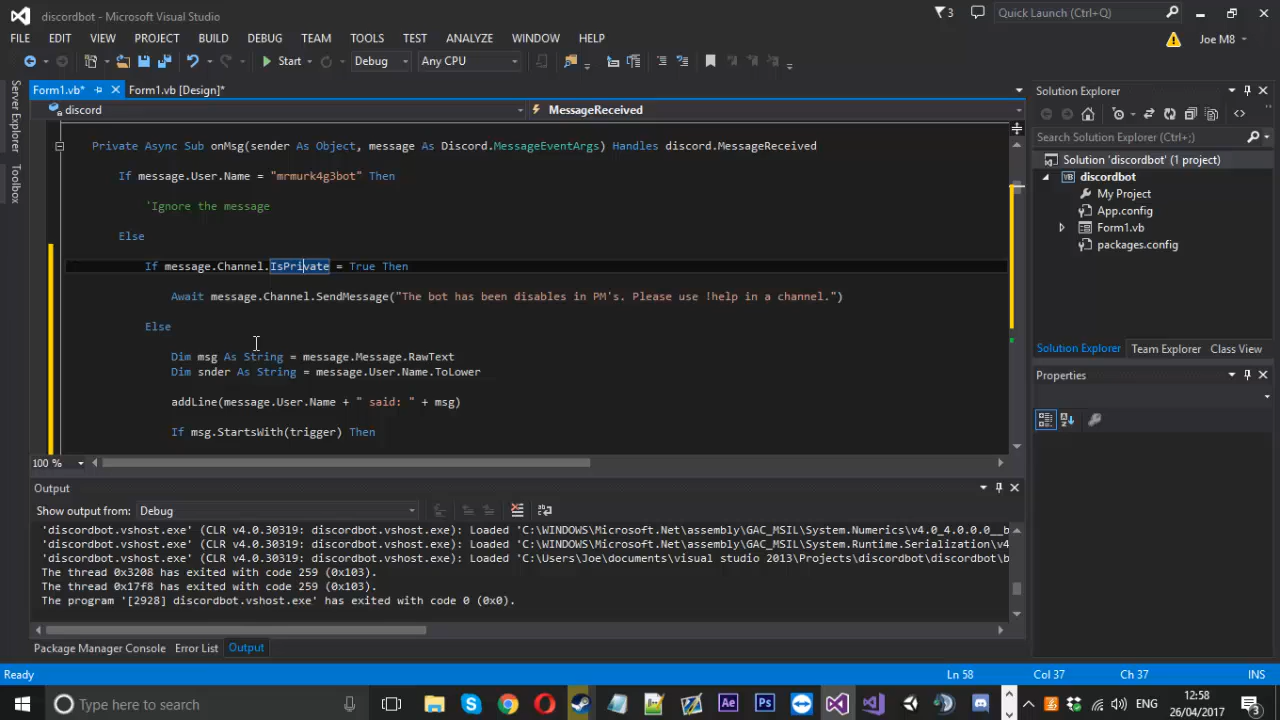 discordbot - Microsoft Visual Studio
3
Quick Launch (Ctrl+Q)
FILE EDIT VIEW PROJECT BUILD DEBUG TEAM TOOLS TEST ANALYZE WINDOW HELP
Joe M8
Start Debug Any CPU
Form1.vb* Form1.vb [Design]*
discord MessageReceived
Private Async Sub onMsg(sender As Object, message As Discord.MessageEventArgs) Handles discord.MessageReceived
If message.User.Name = "mrmurk4g3bot" Then
'Ignore the message
Else
If message.Channel.IsPrivate = True Then
Await message.Channel.SendMessage("The bot has been disables in PM's. Please use !help in a channel.")
Else
Dim msg As String = message.Message.RawText
Dim snder As String = message.User.Name.ToLower
addLine(message.User.Name + " said: " + msg)
If msg.StartsWith(trigger) Then
100 %
Server Explorer
Toolbox
Output
Show output from: Debug
'discordbot.vshost.exe' (CLR v4.0.30319: discordbot.vshost.exe): Loaded 'C:\WINDOWS\Microsoft.Net\assembly\GAC_MSIL\System.Numerics\v4.0_4.0.0.0__b
'discordbot.vshost.exe' (CLR v4.0.30319: discordbot.vshost.exe): Loaded 'C:\WINDOWS\Microsoft.Net\assembly\GAC_MSIL\System.Runtime.Serialization\v4
'discordbot.vshost.exe' (CLR v4.0.30319: discordbot.vshost.exe): Loaded 'C:\Users\Joe\documents\visual studio 2013\Projects\discordbot\discordbot\b
The thread 0x3208 has exited with code 259 (0x103).
The thread 0x17f8 has exited with code 259 (0x103).
The program '[2928] discordbot.vshost.exe' has exited with code 0 (0x0).
Package Manager Console Error List Output
Solution Explorer
Search Solution Explorer (Ctrl+;)
Solution 'discordbot' (1 project)
discordbot
My Project
App.config
Form1.vb
packages.config
Solution Explorer Team Explorer Class View
Properties
Ready Ln 58 Col 37 Ch 37 INS
Type here to search
ENG
12:58
26/04/2017